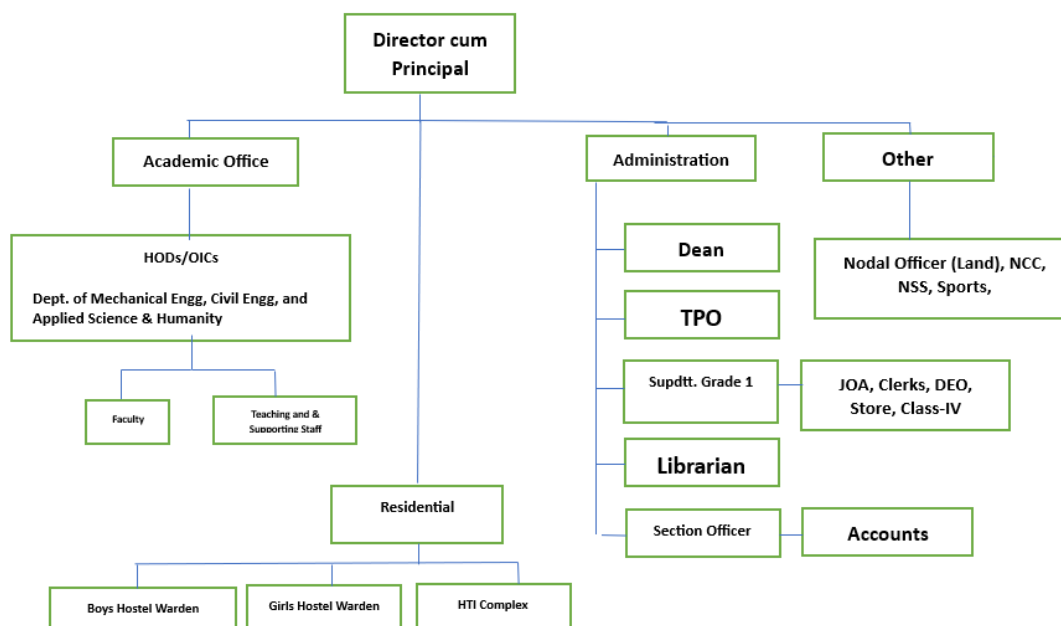 Director cum
Principal
Academic Office
Administration
Other
HODs/OICs
Dept. of Mechanical Engg, Civil Engg, and
Applied Science & Humanity
Faculty
Teaching and &
Supporting Staff
Dean
TPO
Supdtt. Grade 1
JOA, Clerks, DEO,
Store, Class-IV
Librarian
Section Officer
Accounts
Nodal Officer (Land), NCC,
NSS, Sports,
Residential
Boys Hostel Warden
Girls Hostel Warden
HTI Complex